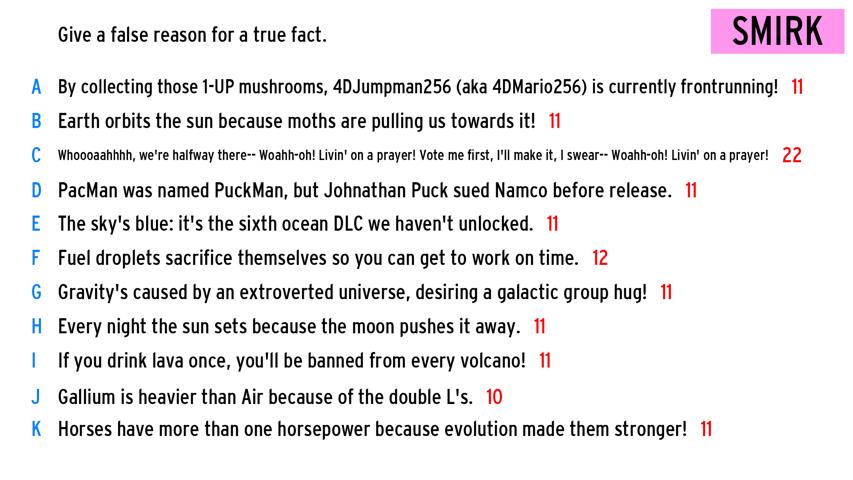 Give a false reason for a true fact.
SMIRK
A By collecting those 1-UP mushrooms, 4DJumpman256 (aka 4DMario256) is currently frontrunning! 11
B Earth orbits the sun because moths are pulling us towards it! 11
C Whoooaahhhh, we're halfway there-- Woahh-oh! Livin' on a prayer! Vote me first, I'll make it, I swear-- Woahh-oh! Livin' on a prayer! 22
D PacMan was named PuckMan, but Johnathan Puck sued Namco before release. 11
E The sky's blue: it's the sixth ocean DLC we haven't unlocked. 11
F Fuel droplets sacrifice themselves so you can get to work on time. 12
G Gravity's caused by an extroverted universe, desiring a galactic group hug! 11
H Every night the sun sets because the moon pushes it away. 11
I If you drink lava once, you'll be banned from every volcano! 11
J Gallium is heavier than Air because of the double L's. 10
K Horses have more than one horsepower because evolution made them stronger! 11